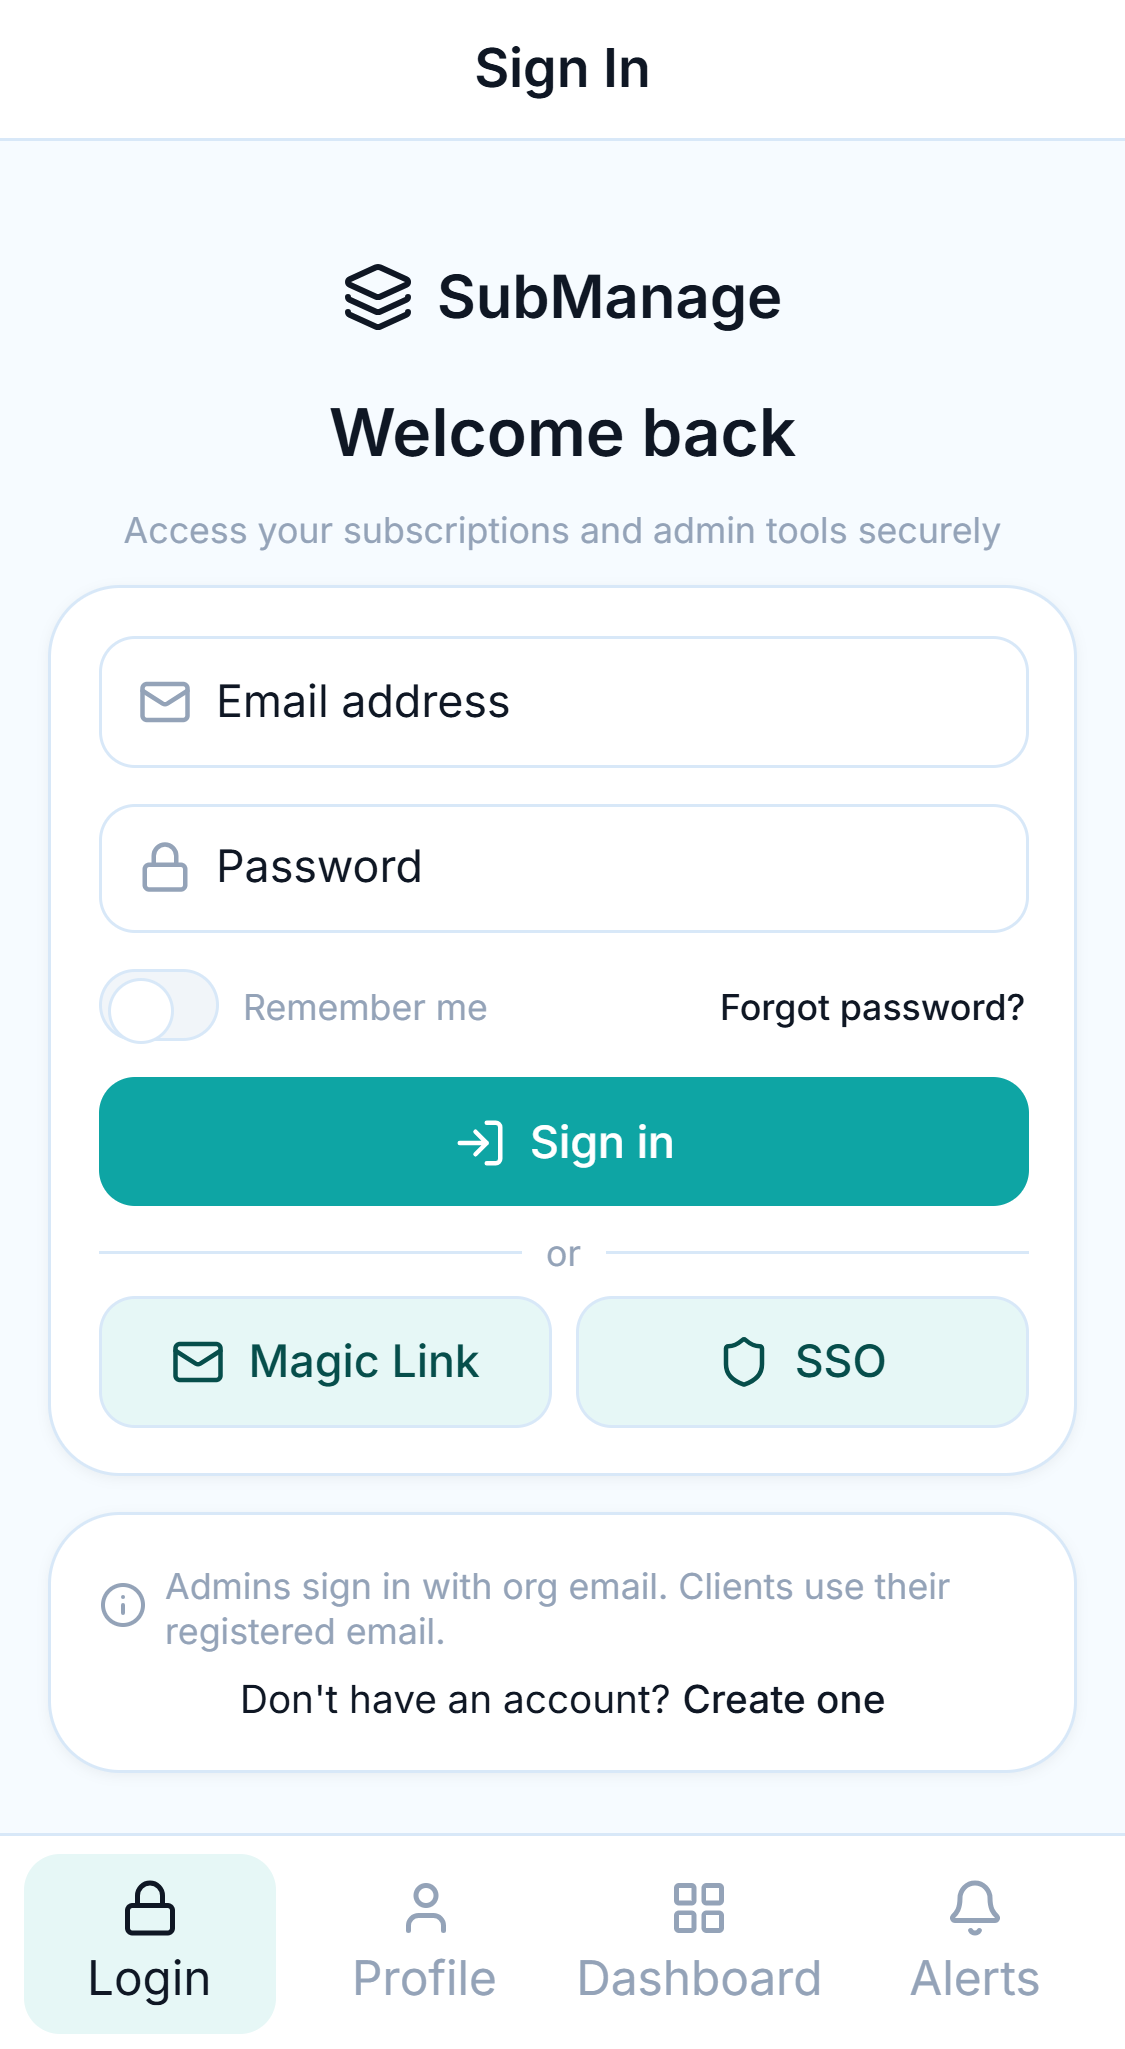 Sign In
SubManage
Welcome back
Access your subscriptions and admin tools securely
Email address
Password
Remember me
Forgot password?
Sign in
or
Magic Link
SSO
Admins sign in with org email. Clients use their
registered email.
Don't have an account? Create one
Login
Profile
Dashboard
Alerts